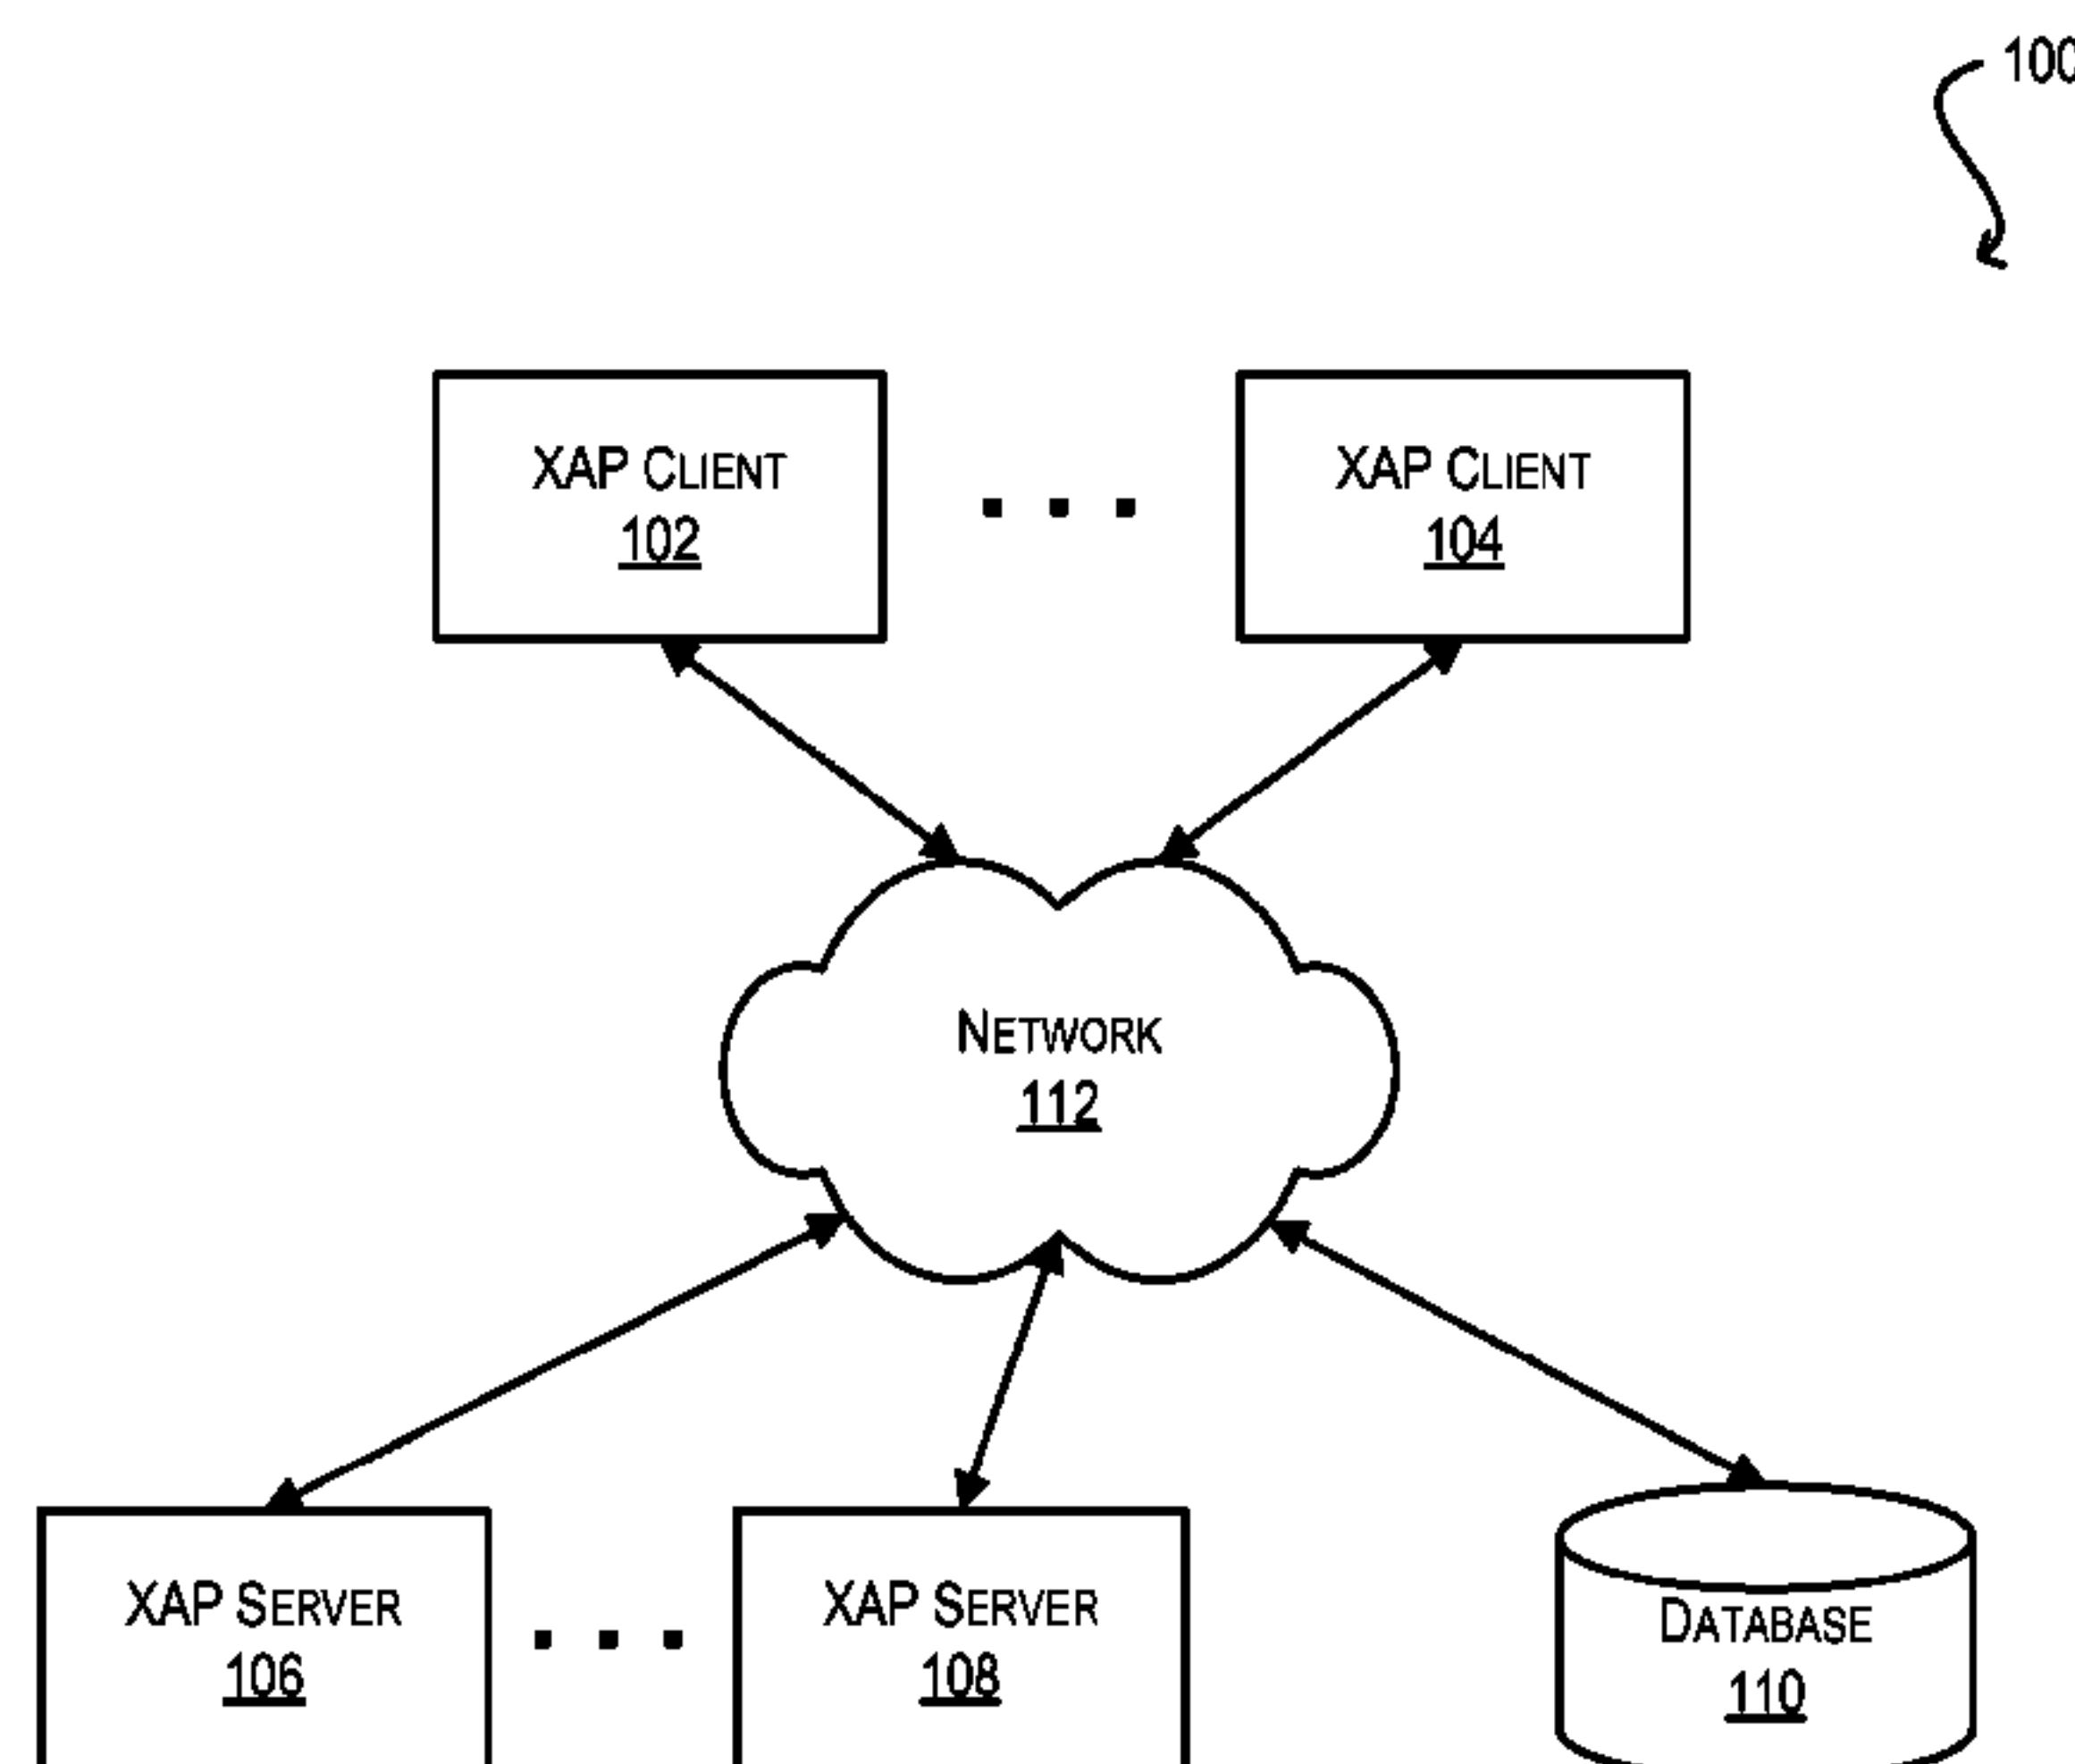 100
XAP CLIENT
102
XAP CLIENT
104
NETWORK
112
XAP SERVER
106
XAP SERVER
108
DATABASE
110